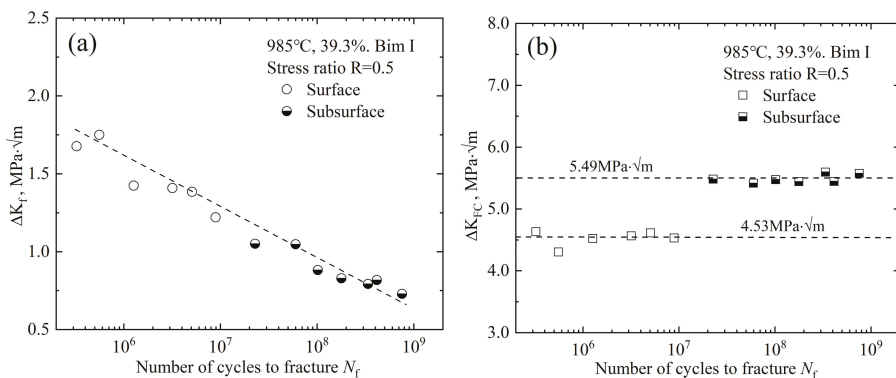 (a)
985°C, 39.3%. Bim I
Stress ratio R=0.5
Surface
Subsurface
2.5
2.0
1.5
1.0
0.5
ΔK_f, MPa·√m
10^6
10^7
10^8
10^9
Number of cycles to fracture N_f
(b)
985°C, 39.3%. Bim I
Stress ratio R=0.5
Surface
Subsurface
5.49MPa·√m
4.53MPa·√m
8.0
7.0
6.0
5.0
4.0
3.0
ΔK_FC, MPa·√m
10^6
10^7
10^8
10^9
Number of cycles to fracture N_f